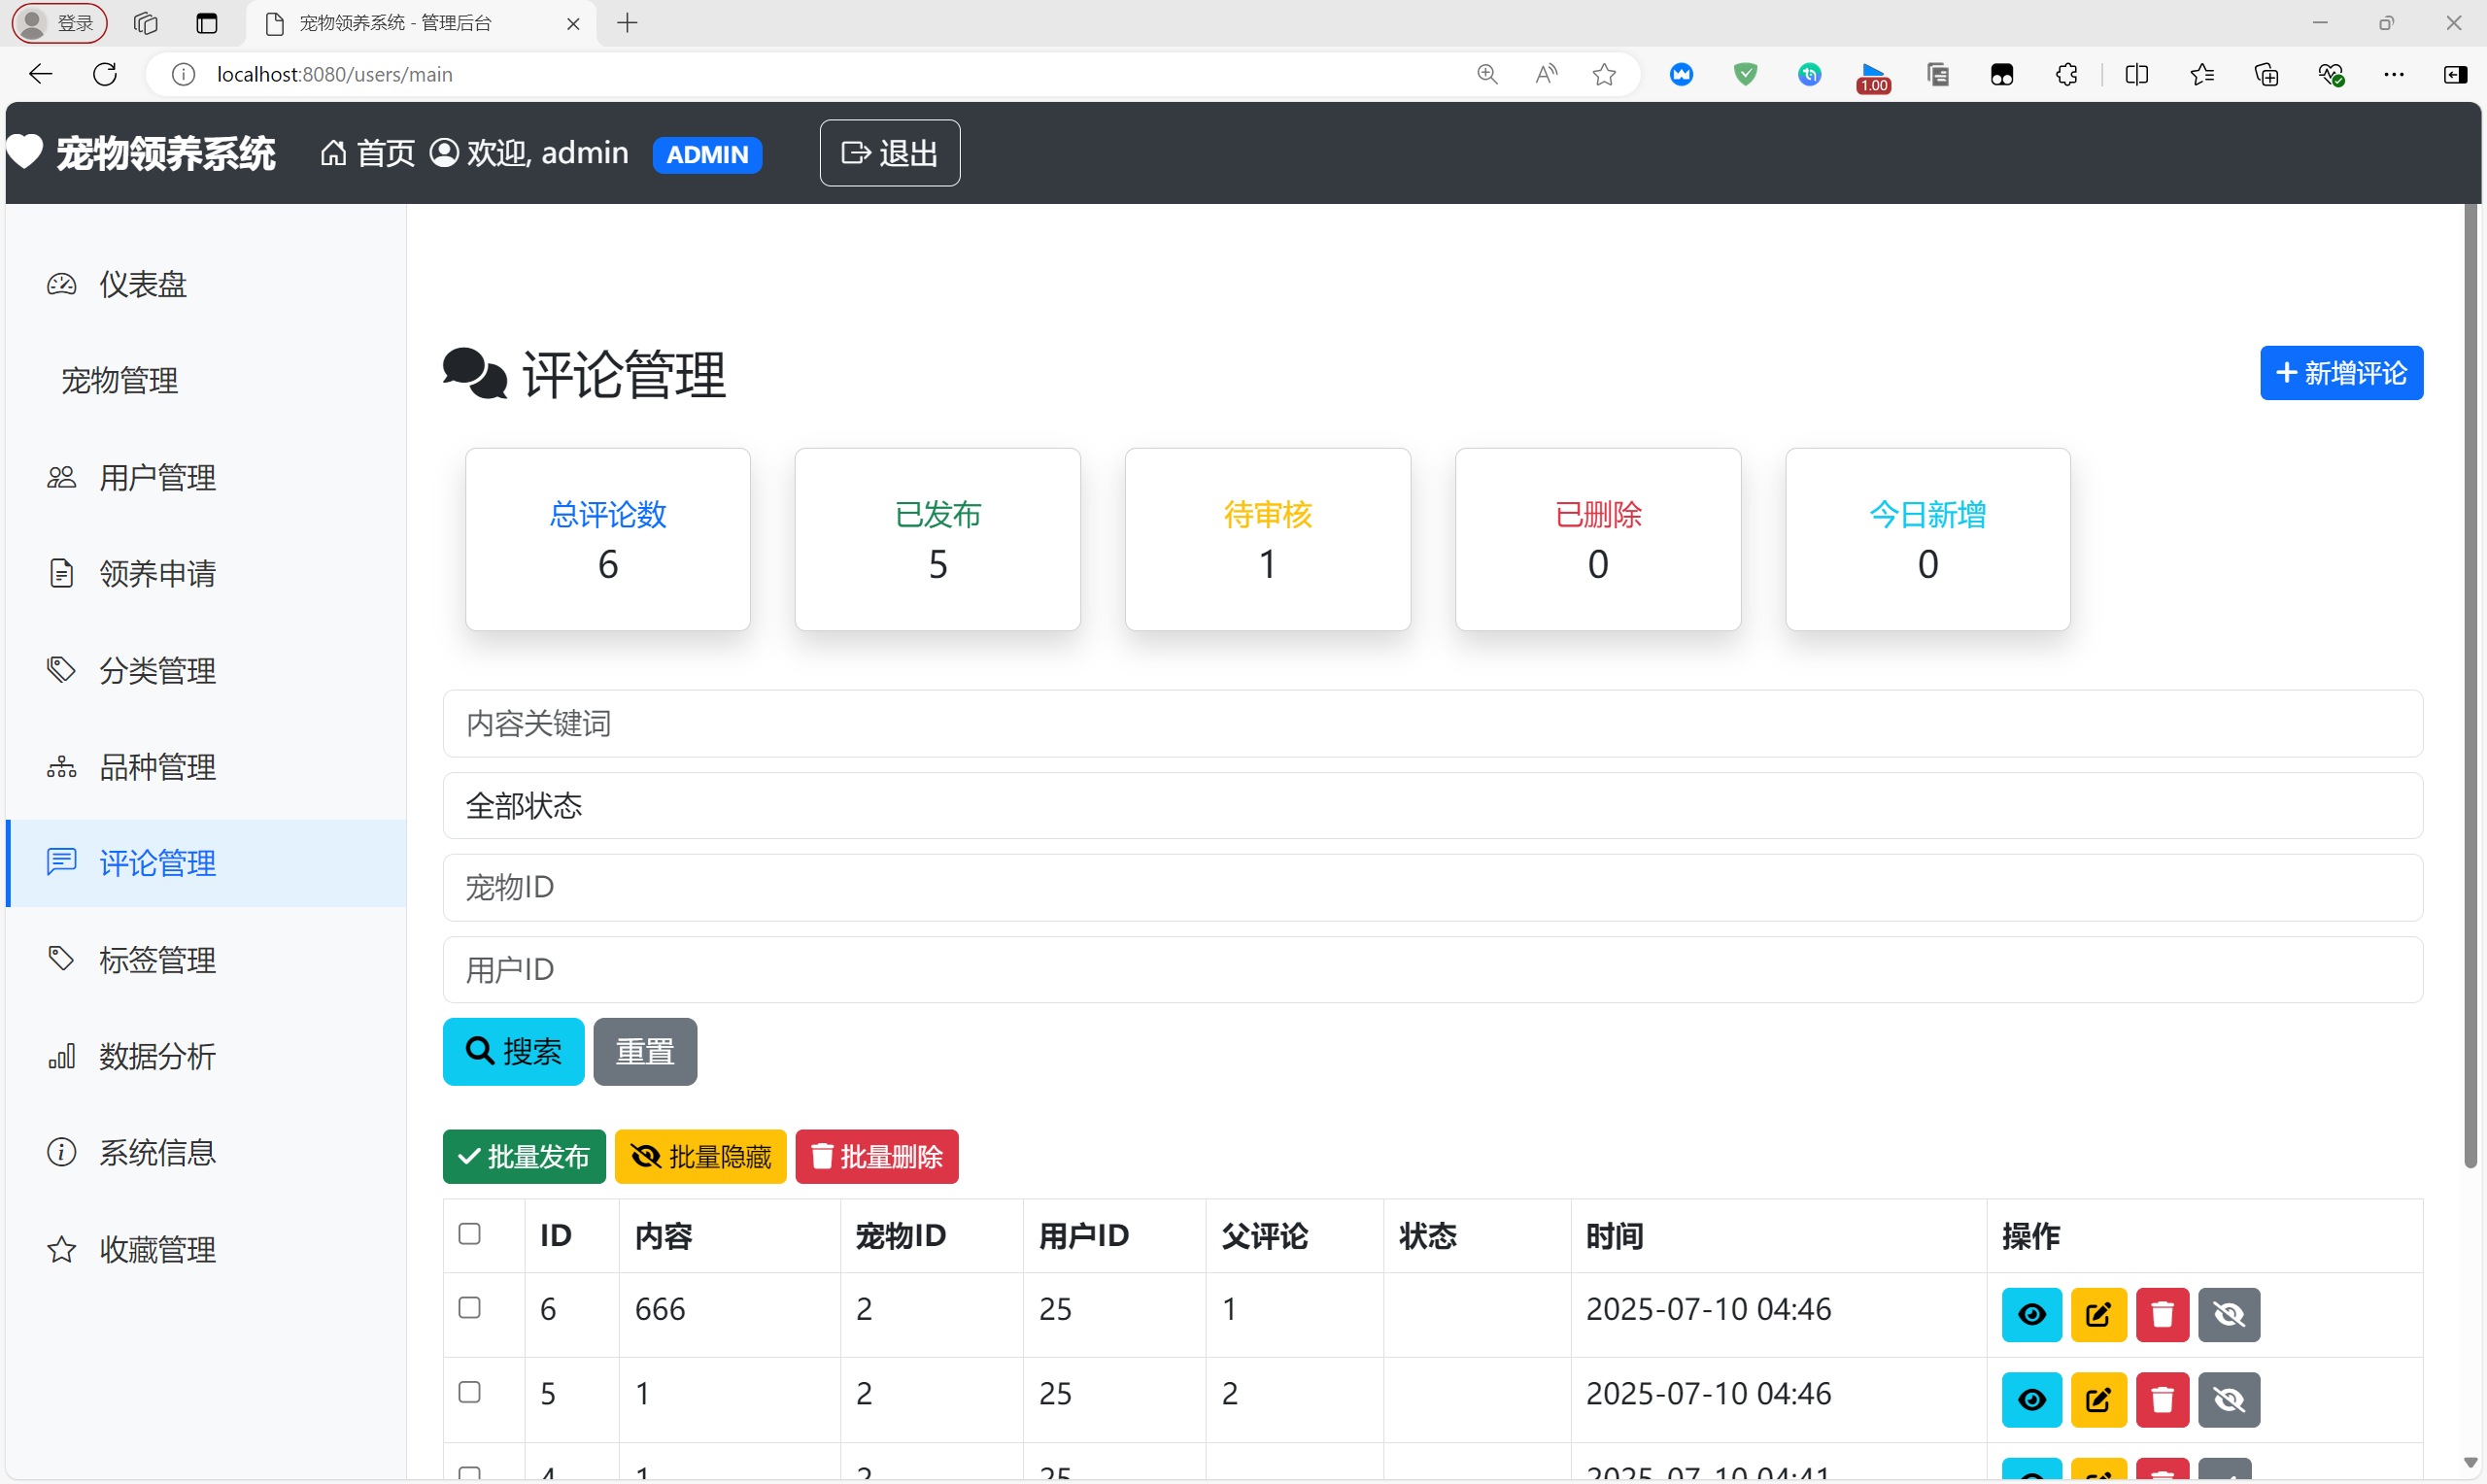 登录
宠物领养系统 - 管理后台
localhost:8080/users/main
1.00
宠物领养系统 首页 欢迎, admin ADMIN 退出
仪表盘
宠物管理
用户管理
领养申请
分类管理
品种管理
评论管理
标签管理
数据分析
系统信息
收藏管理
评论管理 新增评论
总评论数 已发布 待审核 已删除 今日新增
6 5 1 0 0
内容关键词
全部状态
宠物ID
用户ID
搜索 重置
批量发布 批量隐藏 批量删除
ID 内容 宠物ID 用户ID 父评论 状态 时间 操作
6 666 2 25 1 2025-07-10 04:46
5 1 2 25 2 2025-07-10 04:46
4 1 2 25 2025-07-10 04:41